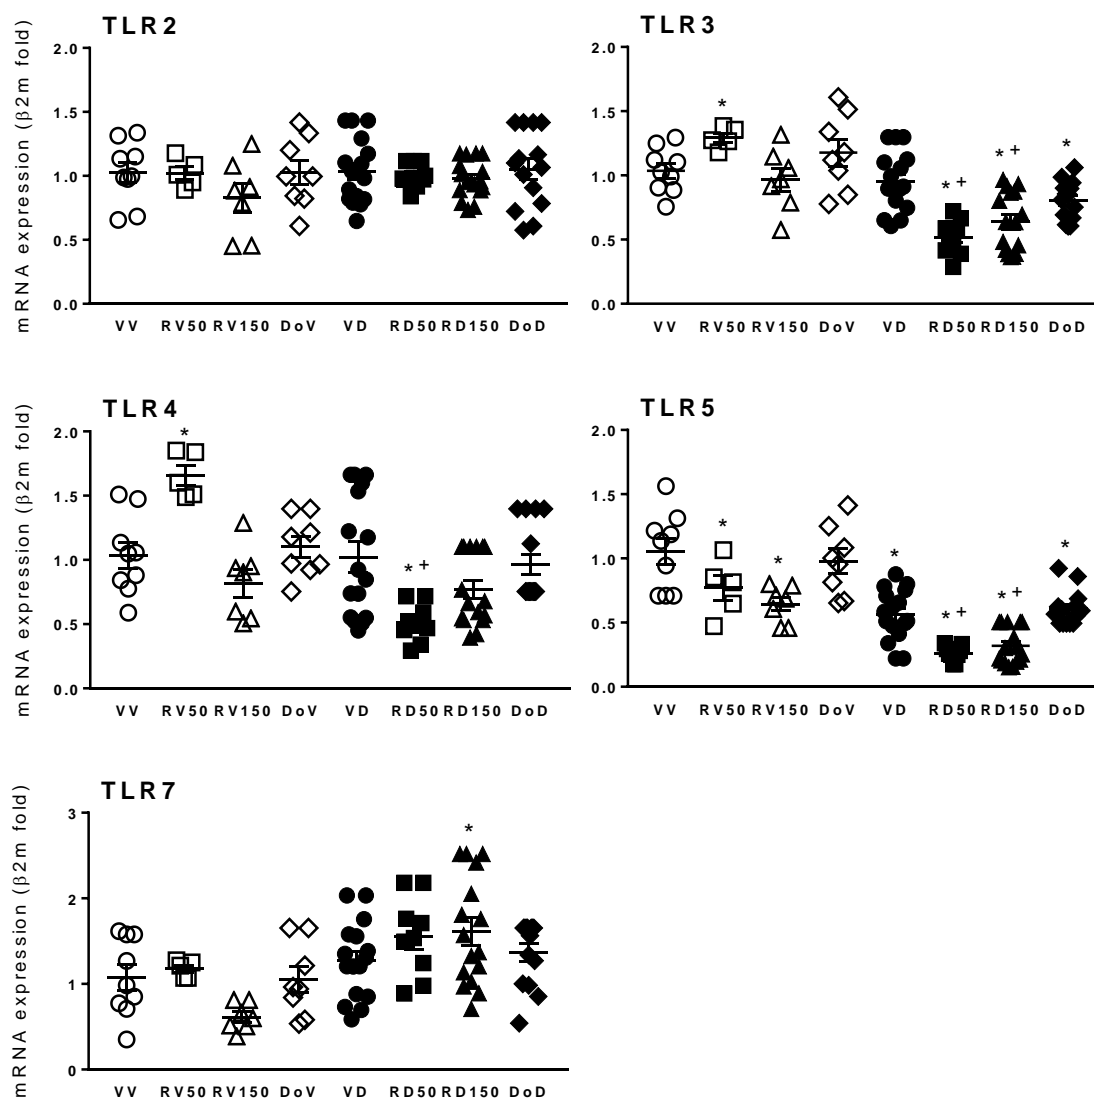 TLR2
mRNA expression (β2m fold)
2.0
1.5
1.0
0.5
0.0
VV RV50 RV150 DoV VD RD50 RD150 DoD
TLR3
2.0
1.5
1.0
0.5
0.0
*
* +
* +
*
VV RV50 RV150 DoV VD RD50 RD150 DoD
TLR4
mRNA expression (β2m fold)
2.0
1.5
1.0
0.5
0.0
*
* +
VV RV50 RV150 DoV VD RD50 RD150 DoD
TLR5
2.0
1.5
1.0
0.5
0.0
*
*
*
* +
* +
*
VV RV50 RV150 DoV VD RD50 RD150 DoD
TLR7
mRNA expression (β2m fold)
3
2
1
0
*
VV RV50 RV150 DoV VD RD50 RD150 DoD